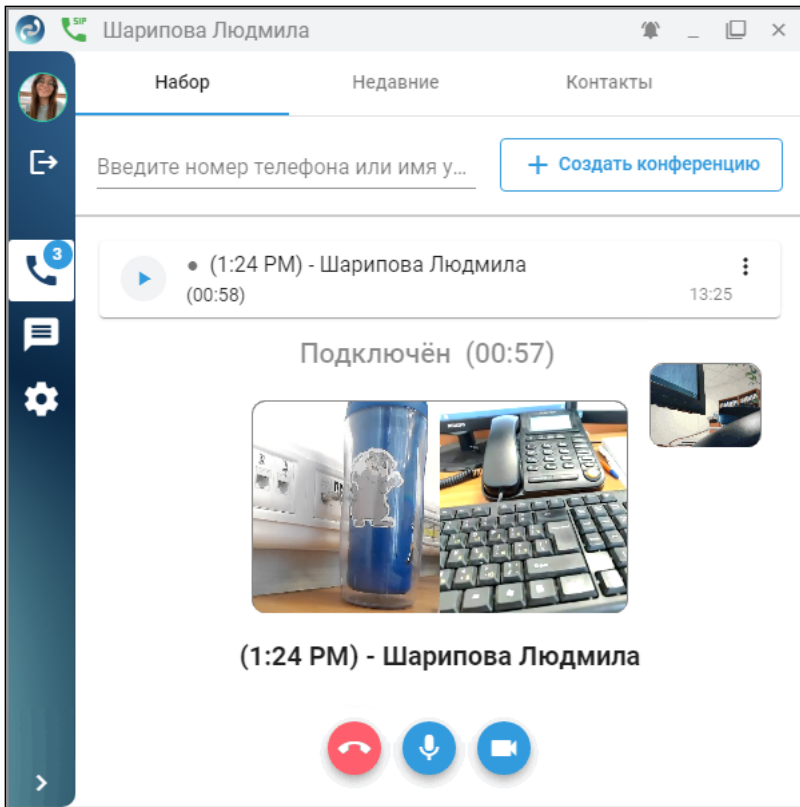 SIP
Шарипова Людмила
Набор
Недавние
Контакты
Введите номер телефона или имя у...
+ Создать конференцию
3
(1:24 PM) - Шарипова Людмила
(00:58)
13:25
Подключён (00:57)
(1:24 PM) - Шарипова Людмила